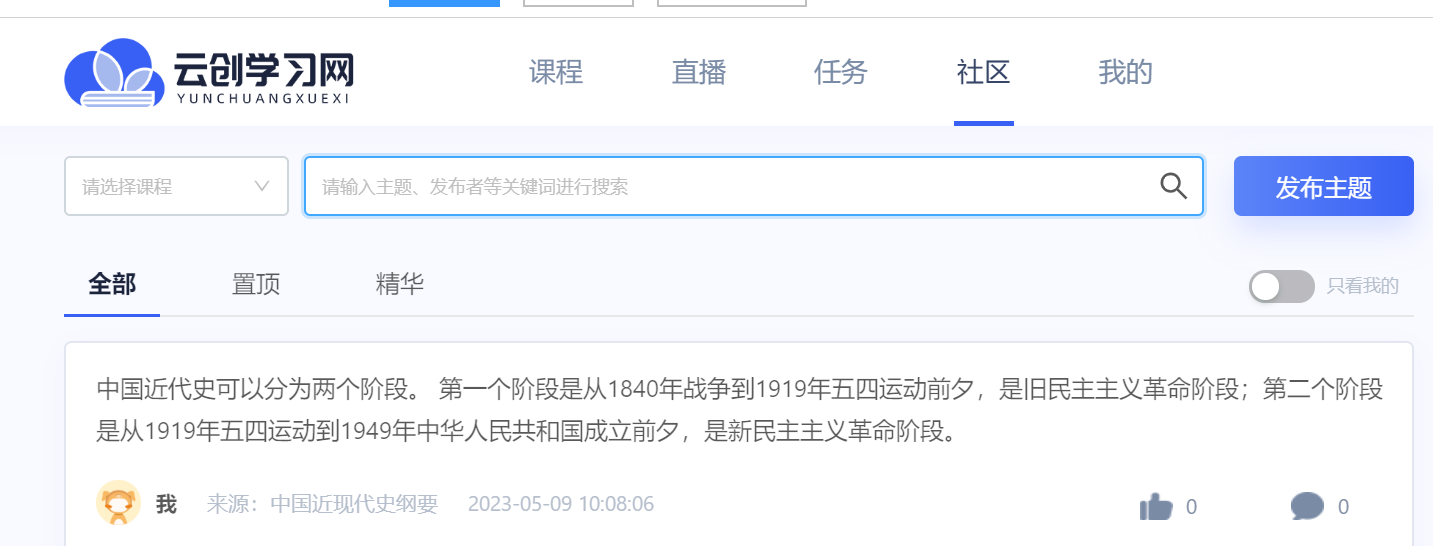 云创学习网
YUNCHUANGXUEXI
课程
直播
任务
社区
我的
请选择课程
请输入主题、发布者等关键词进行搜索
发布主题
全部
置顶
精华
只看我的
中国近代史可以分为两个阶段。 第一个阶段是从1840年战争到1919年五四运动前夕，是旧民主主义革命阶段；第二个阶段
是从1919年五四运动到1949年中华人民共和国成立前夕，是新民主主义革命阶段。
我 来源：中国近现代史纲要 2023-05-09 10:08:06 0 0